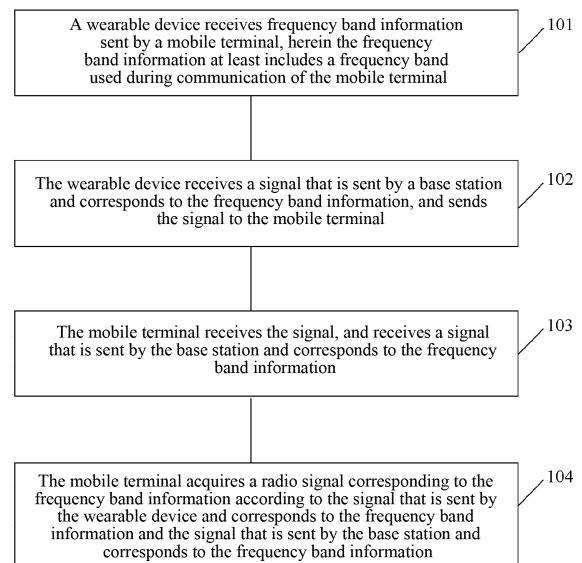 A wearable device receives frequency band information
sent by a mobile terminal, herein the frequency
band information at least includes a frequency band
used during communication of the mobile terminal
101
The wearable device receives a signal that is sent by a base station
and corresponds to the frequency band information, and sends
the signal to the mobile terminal
102
The mobile terminal receives the signal, and receives a signal
that is sent by the base station and corresponds to the frequency
band information
103
The mobile terminal acquires a radio signal corresponding to the
frequency band information according to the signal that is sent by
the wearable device and corresponds to the frequency band
information and the signal that is sent by the base station and
corresponds to the frequency band information
104